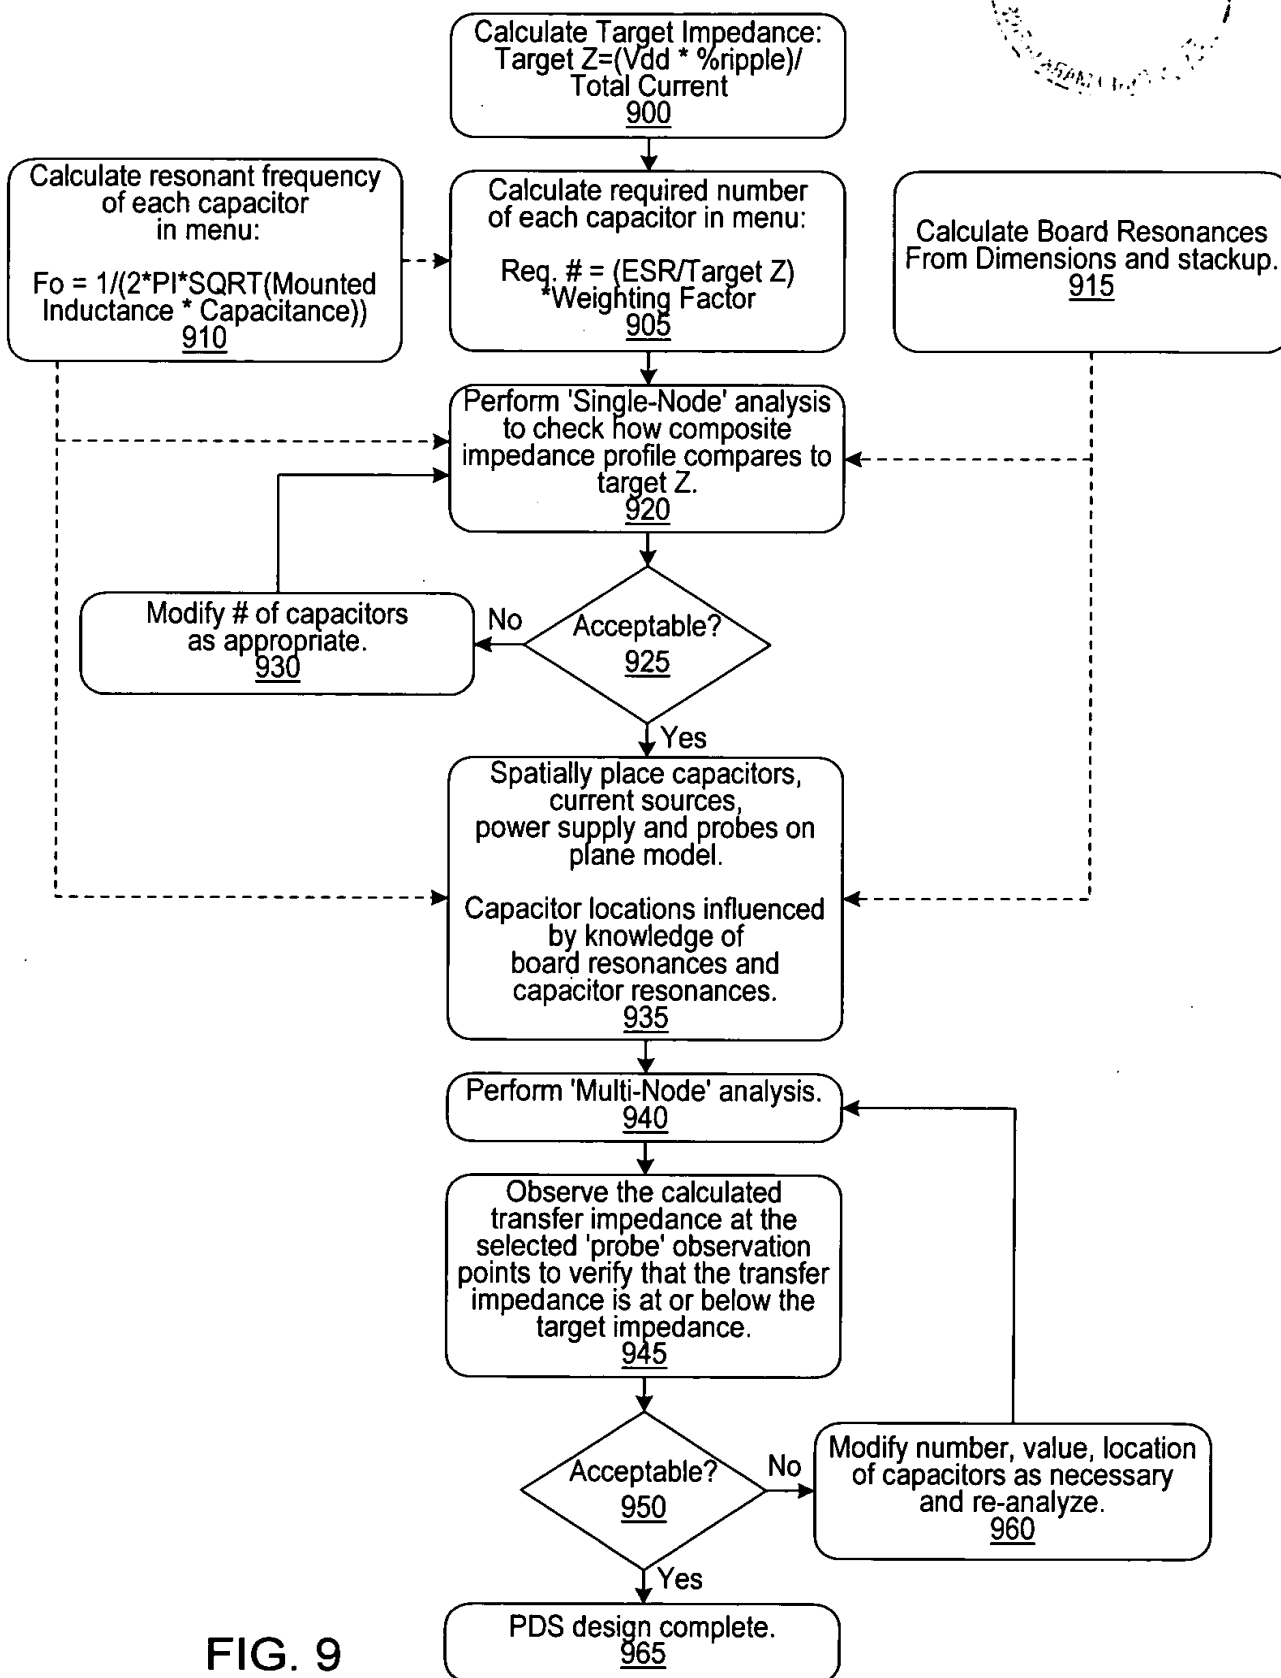 Calculate Target Impedance:
Target Z=(Vdd * %ripple)/
Total Current
900
Calculate resonant frequency
of each capacitor
in menu:
Fo = 1/(2*PI*SQRT(Mounted
Inductance * Capacitance))
910
Calculate required number
of each capacitor in menu:
Req. # = (ESR/Target Z)
*Weighting Factor
905
Calculate Board Resonances
From Dimensions and stackup.
915
Perform 'Single-Node' analysis
to check how composite
impedance profile compares to
target Z.
920
Modify # of capacitors
as appropriate.
930
No
Acceptable?
925
Yes
Spatially place capacitors,
current sources,
power supply and probes on
plane model.
Capacitor locations influenced
by knowledge of
board resonances and
capacitor resonances.
935
Perform 'Multi-Node' analysis.
940
Observe the calculated
transfer impedance at the
selected 'probe' observation
points to verify that the transfer
impedance is at or below the
target impedance.
945
Acceptable?
950
No
Modify number, value, location
of capacitors as necessary
and re-analyze.
960
Yes
PDS design complete.
965
FIG. 9